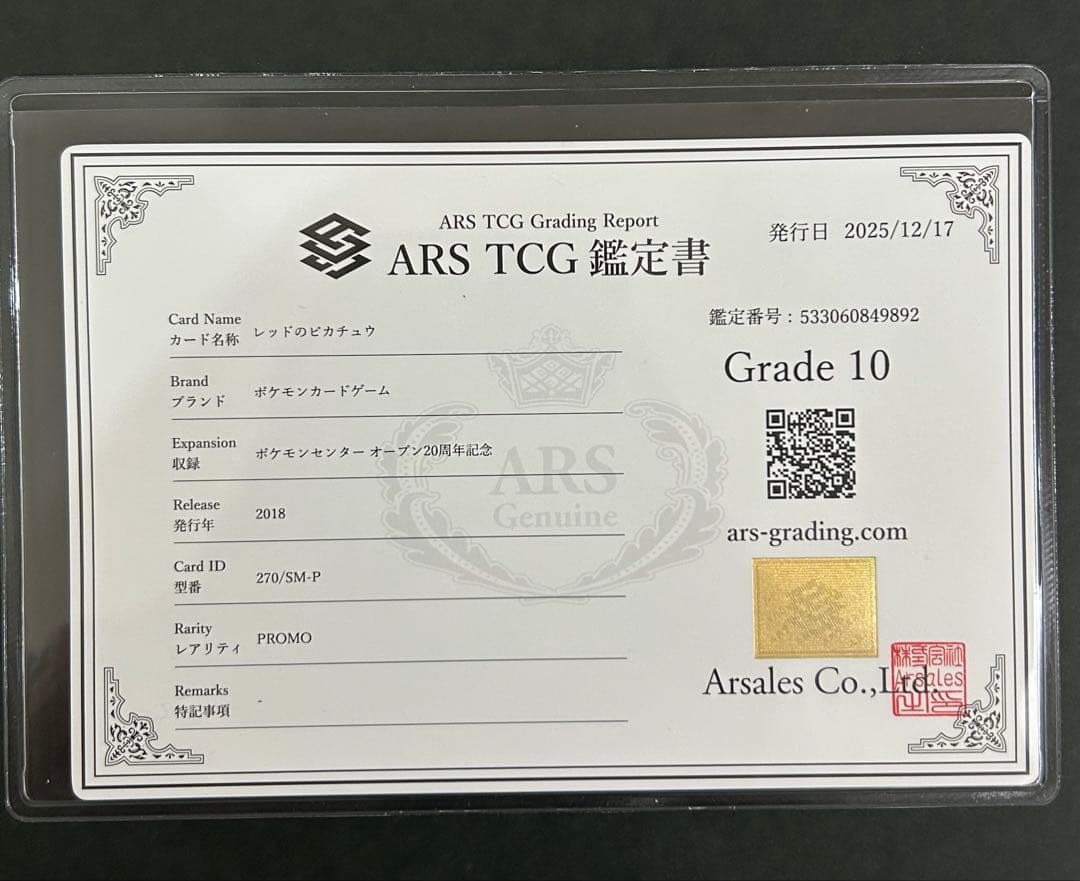 ARS TCG Grading Report
ARS TCG 鑑定書
発行日 2025/12/17
Card Name
カード名称
レッドのピカチュウ
Brand
ブランド
ポケモンカードゲーム
Expansion
収録
ポケモンセンター オープン20周年記念
Release
発行年
2018
Card ID
型番
270/SM-P
Rarity
レアリティ
PROMO
Remarks
特記事項
-
ARS
Genuine
鑑定番号:533060849892
Grade 10
ars-grading.com
Arsales Co.,Ltd.
株式会社
Arsales